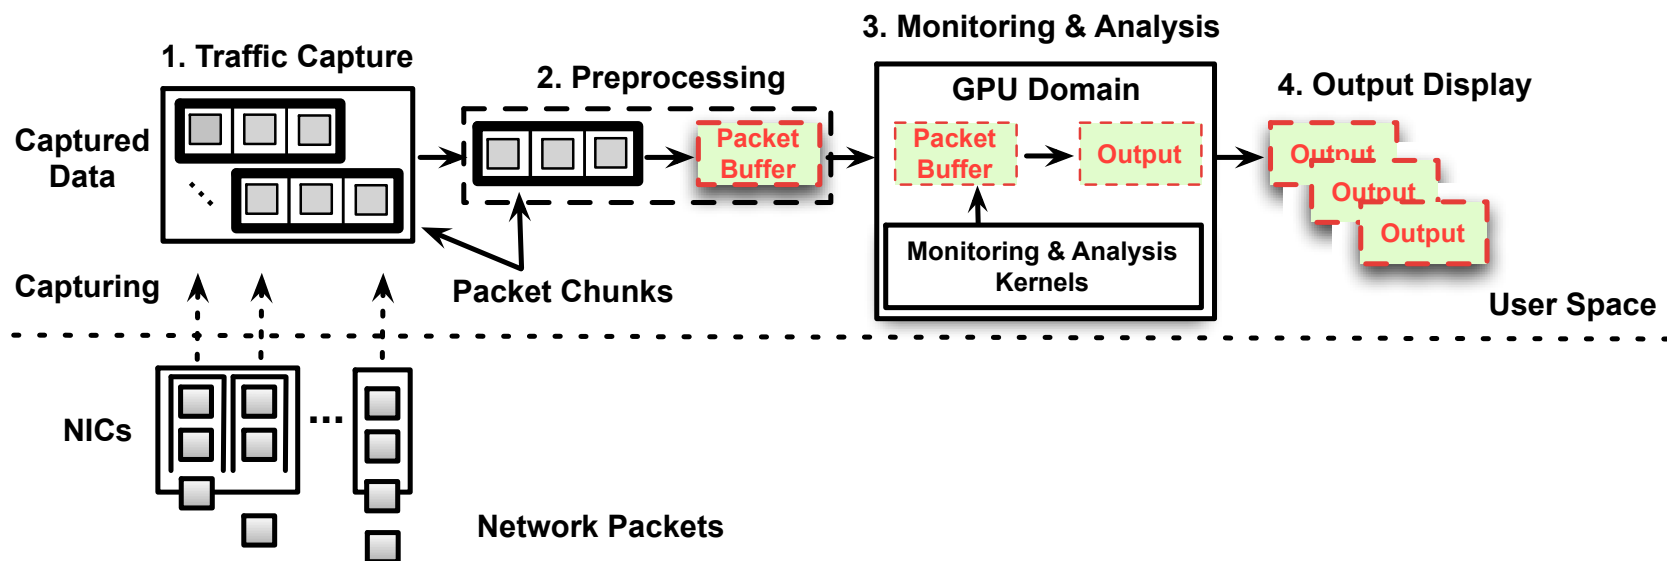 3. Monitoring & Analysis
1. Traffic Capture
2. Preprocessing
GPU Domain
4. Output Display
Captured
Data
Packet
Buffer
Packet
Buffer
Output
Output
Output
Output
Monitoring & Analysis
Kernels
Capturing
Packet Chunks
User Space
NICs
...
Network Packets